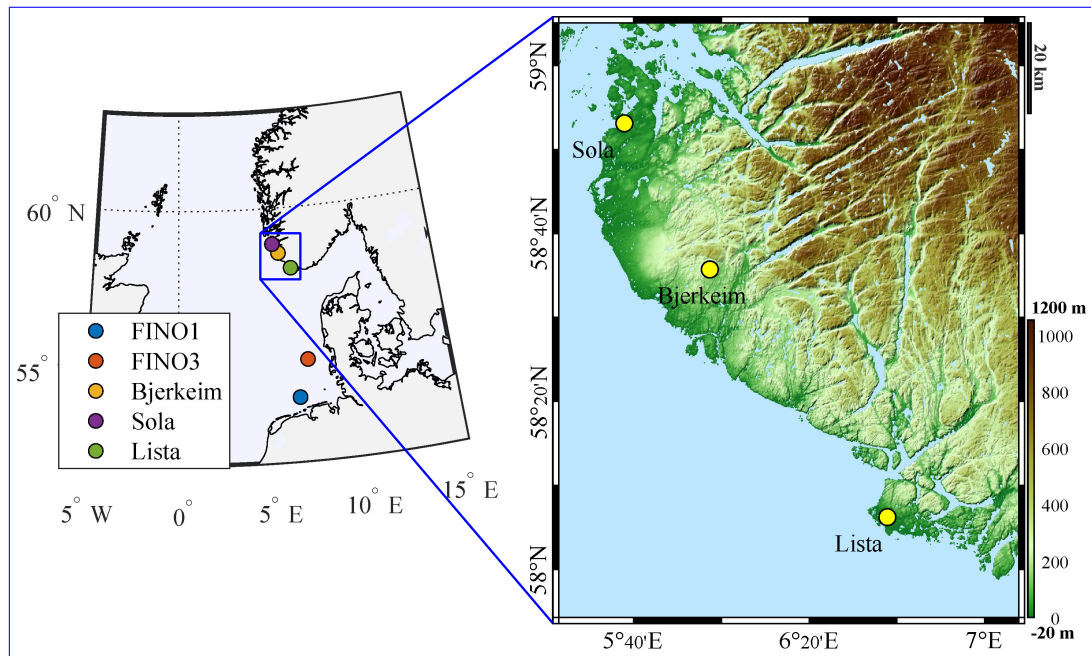 60° N
55°
5° W
0°
5° E
10° E
15° E
FINO1
FINO3
Bjerkeim
Sola
Lista
59°N
58°40'N
58°20'N
58°N
5°40'E
6°20'E
7°E
Sola
Bjerkeim
Lista
20 km
1200 m
1000
800
600
400
200
0
-20 m